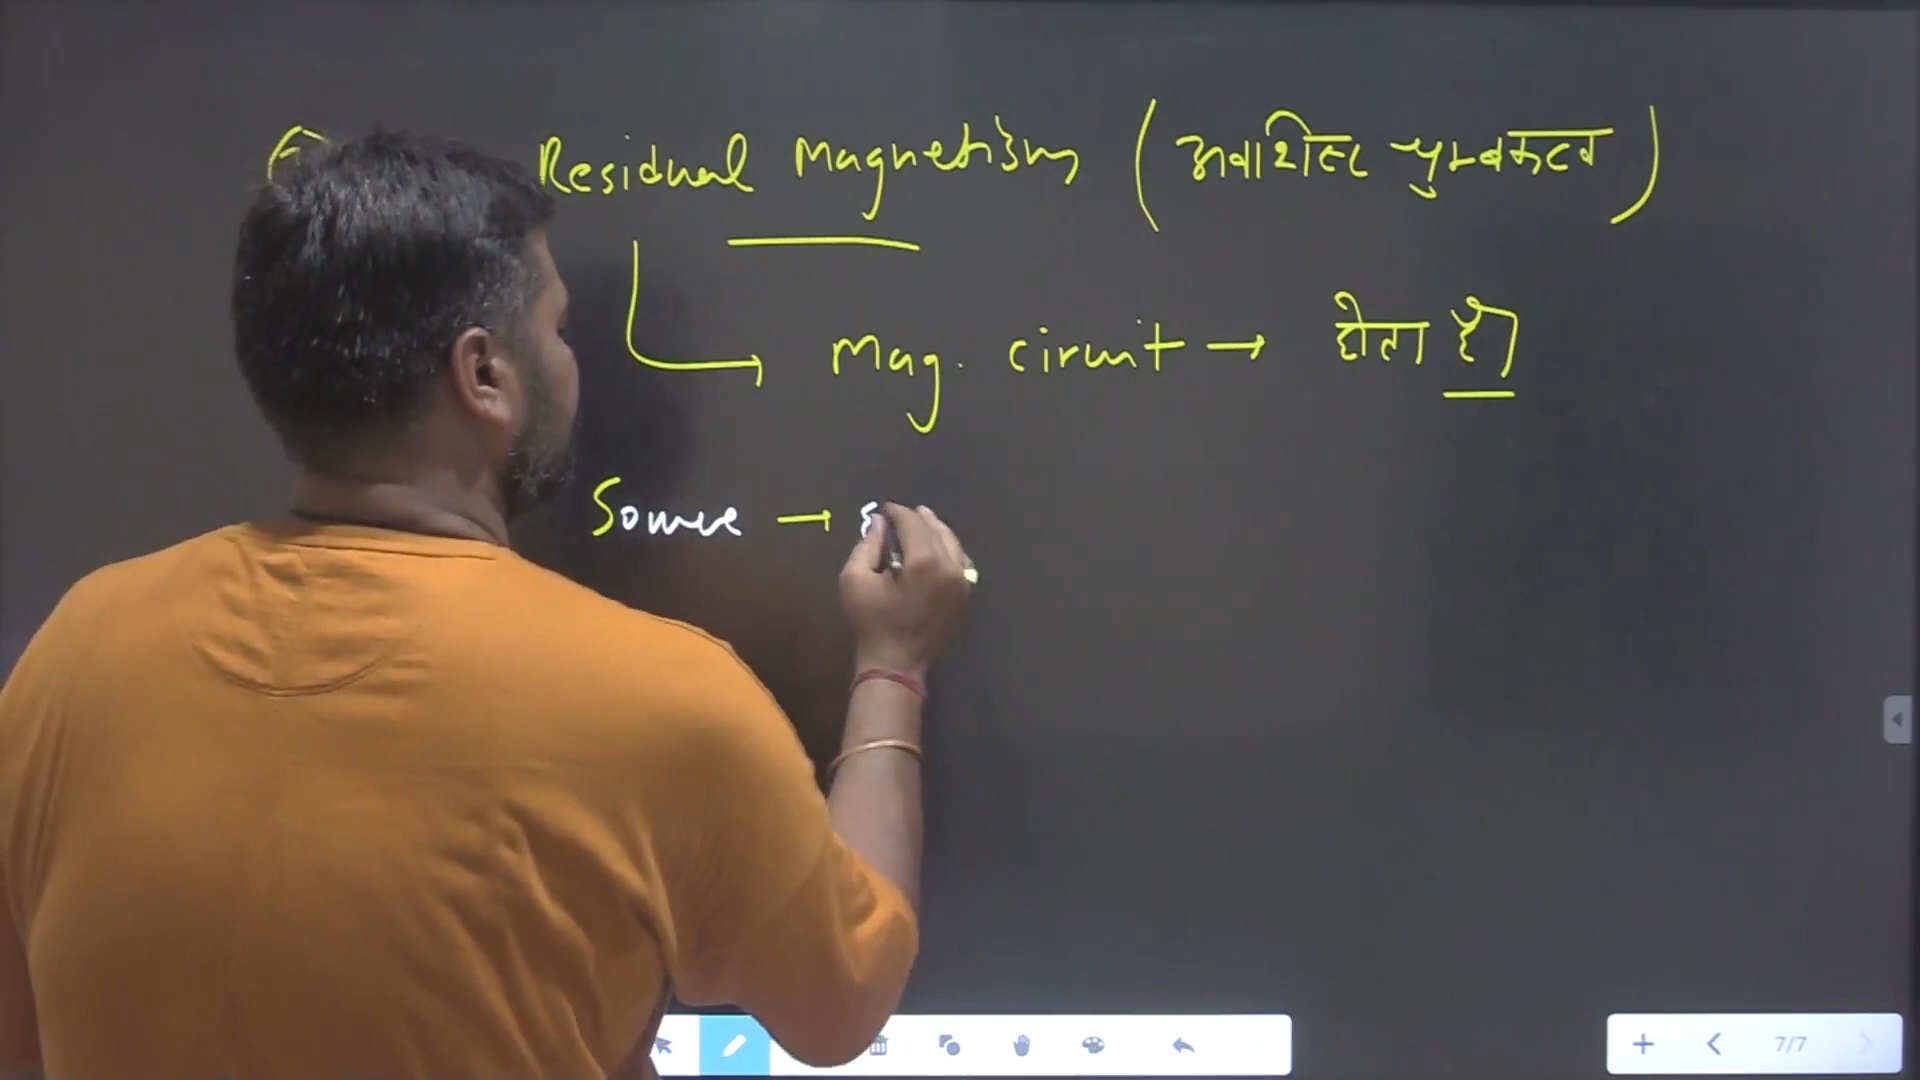 Residual Magnetism (अवशिष्ट चुम्बकत्व)
Mag. circuit → होता है।
Source →
7/7